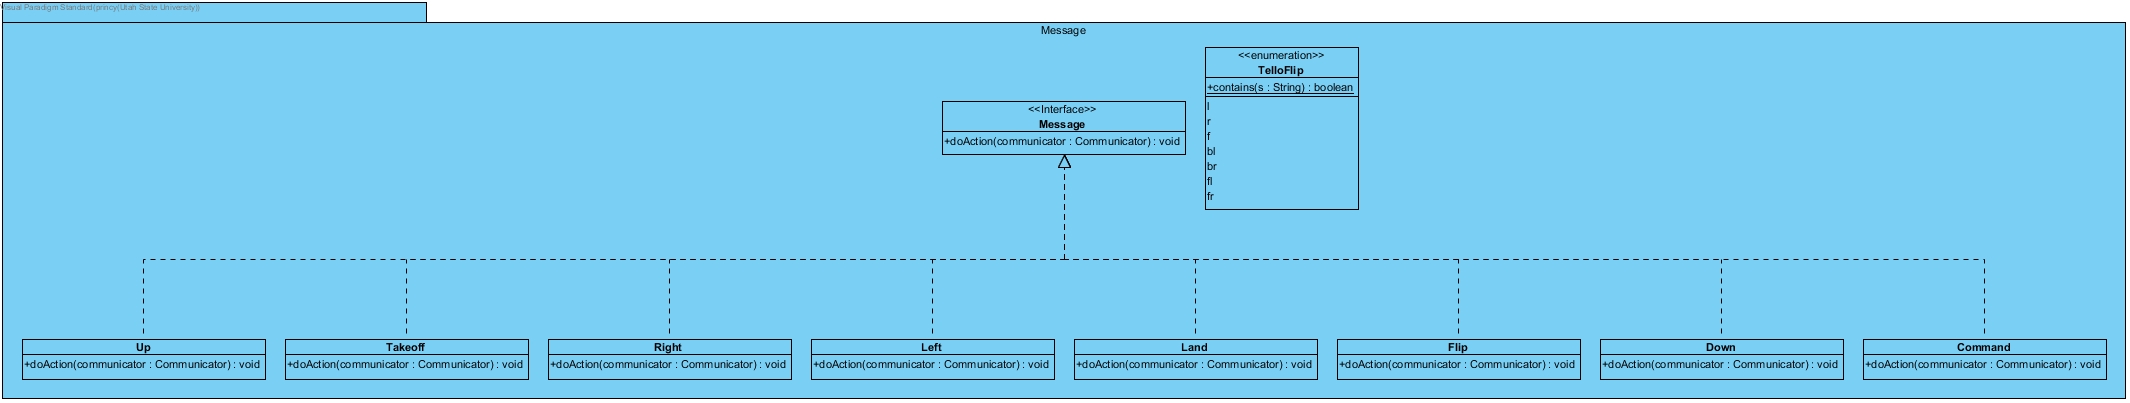 Visual Paradigm Standard(princy(Utah State University))
Message
<<enumeration>>
TelloFlip
+contains(s : String) : boolean
l
r
f
bl
br
fl
fr
<<Interface>>
Message
+doAction(communicator : Communicator) : void
Up
+doAction(communicator : Communicator) : void
Takeoff
+doAction(communicator : Communicator) : void
Right
+doAction(communicator : Communicator) : void
Left
+doAction(communicator : Communicator) : void
Land
+doAction(communicator : Communicator) : void
Flip
+doAction(communicator : Communicator) : void
Down
+doAction(communicator : Communicator) : void
Command
+doAction(communicator : Communicator) : void